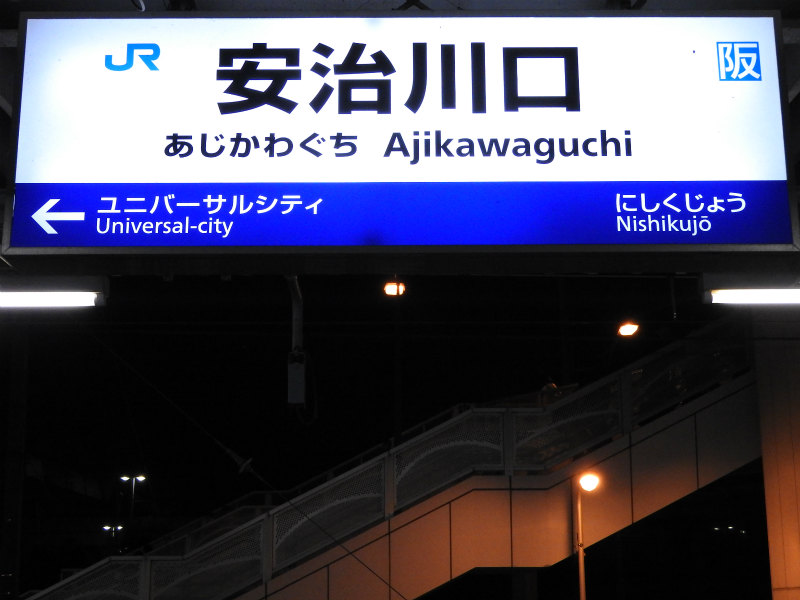 JR 安治川口 阪
あじかわぐち Ajikawaguchi
← ユニバーサルシティ にしくじょう
Universal-city Nishikujō